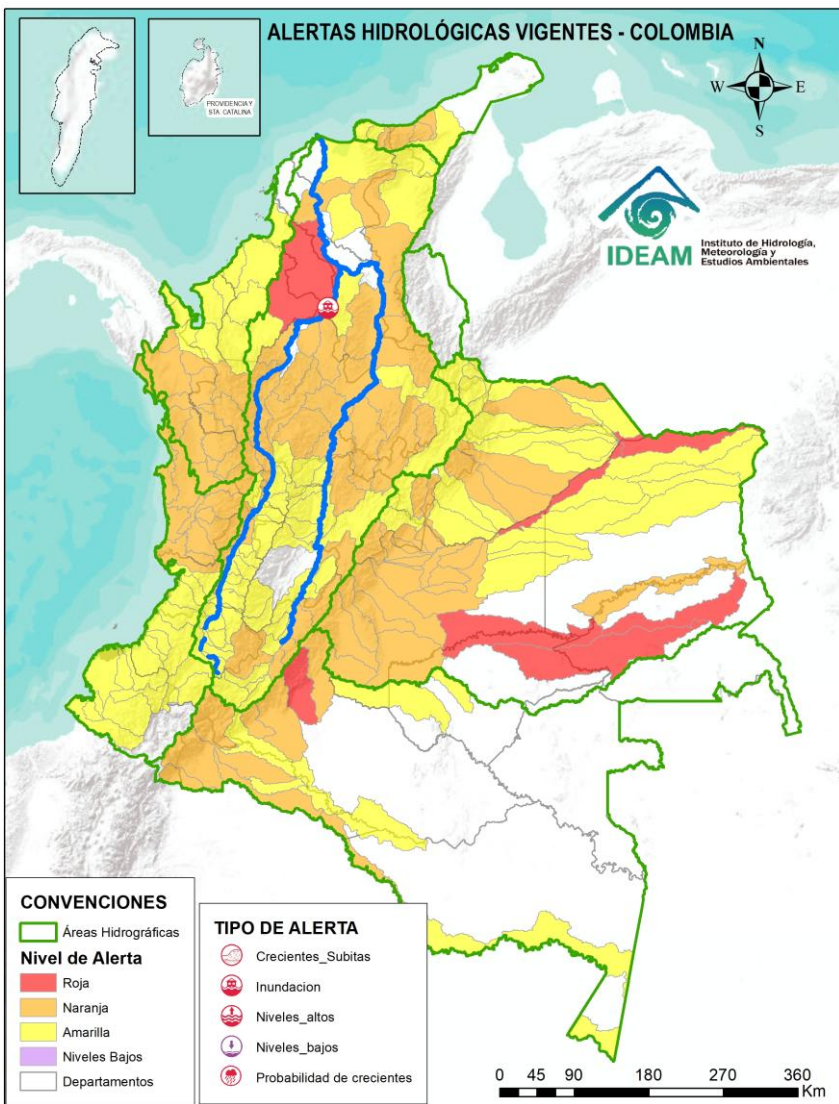 ALERTAS HIDROLÓGICAS VIGENTES - COLOMBIA
PROVIDENCIA Y
STA CATALINA
N
W
E
S
IDEAM
Instituto de Hidrología,
Meteorología y
Estudios Ambientales
CONVENCIONES
Áreas Hidrográficas
Nivel de Alerta
Roja
Naranja
Amarilla
Niveles Bajos
Departamentos
TIPO DE ALERTA
Crecientes_Subitas
Inundacion
Niveles_altos
Niveles_bajos
Probabilidad de crecientes
0 45 90 180 270 360
Km